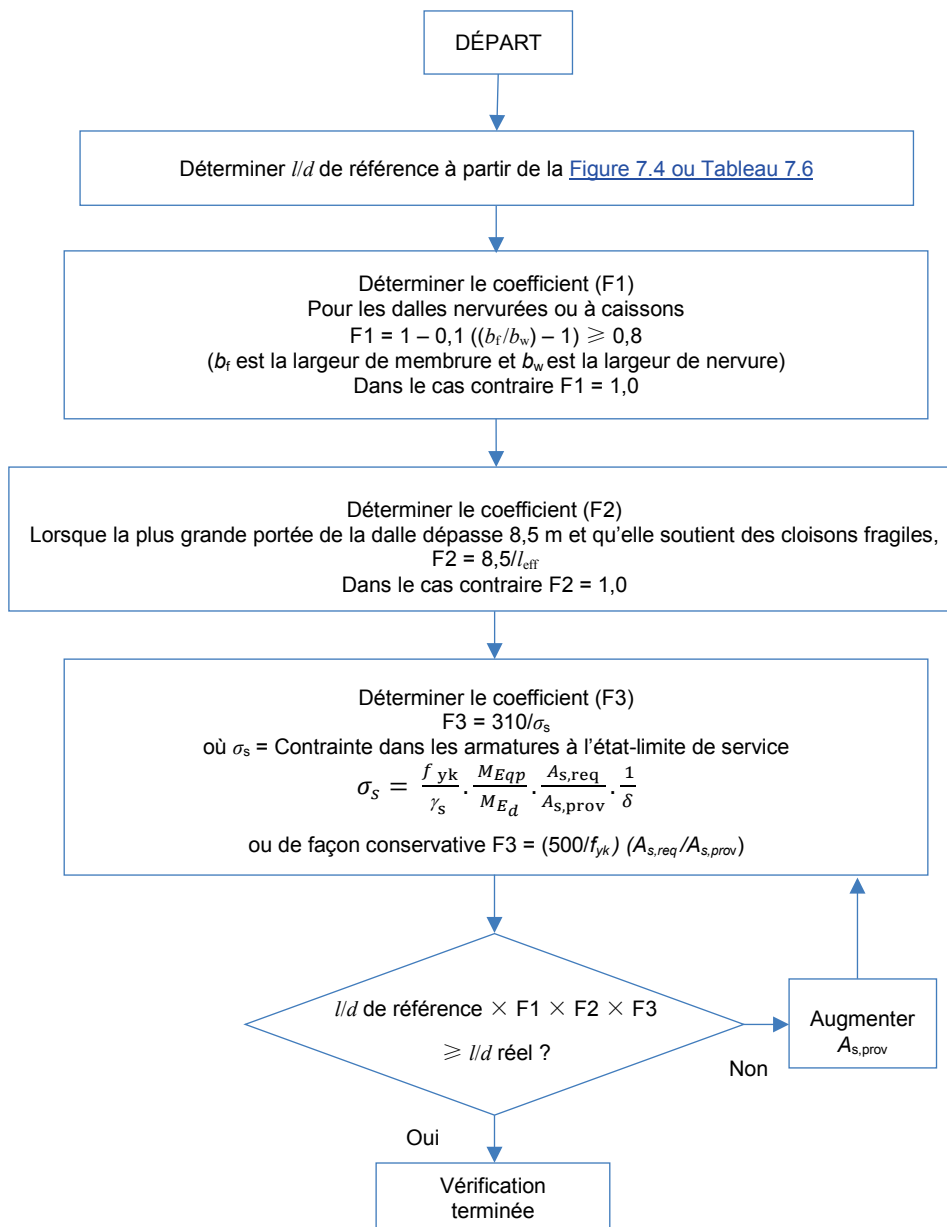 DÉPART
Déterminer l/d de référence à partir de la Figure 7.4 ou Tableau 7.6
Déterminer le coefficient (F1)
Pour les dalles nervurées ou à caissons
F1 = 1 – 0,1 ((bf/bw) – 1) ⩾ 0,8
(bf est la largeur de membrure et bw est la largeur de nervure)
Dans le cas contraire F1 = 1,0
Déterminer le coefficient (F2)
Lorsque la plus grande portée de la dalle dépasse 8,5 m et qu'elle soutient des cloisons fragiles,
F2 = 8,5/leff
Dans le cas contraire F2 = 1,0
Déterminer le coefficient (F3)
F3 = 310/σs
où σs = Contrainte dans les armatures à l'état-limite de service
σs = fyk/γs . MEqp/MEd . As,req/As,prov . 1/δ
ou de façon conservative F3 = (500/fyk) (As,req/As,prov)
l/d de référence × F1 × F2 × F3
⩾ l/d réel ?
Non
Augmenter
As,prov
Oui
Vérification
terminée